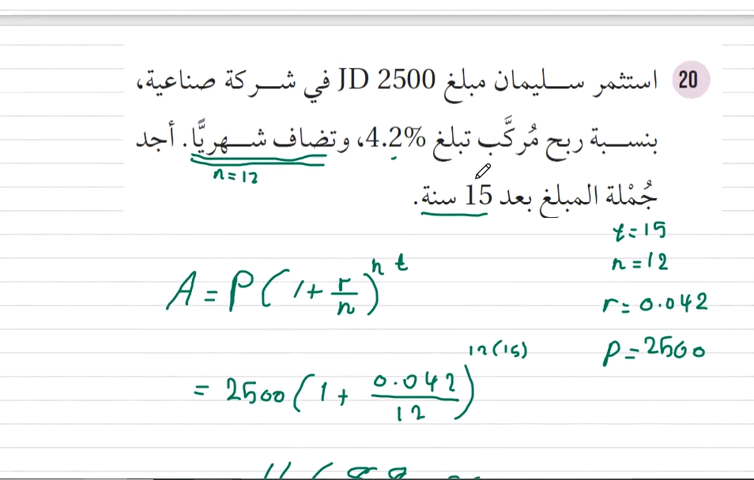 20 استثمر سليمان مبلغ JD 2500 في شركة صناعية،
بنسبة ربح مُركَّب تبلغ 4.2%، وتضاف شهريًّا. أجد
n=12
جُمْلة المبلغ بعد 15 سنة.
t=15
n=12
r=0.042
P=2500
A = P(1+r/n)^nt
= 2500(1+0.042/12)^12(15)